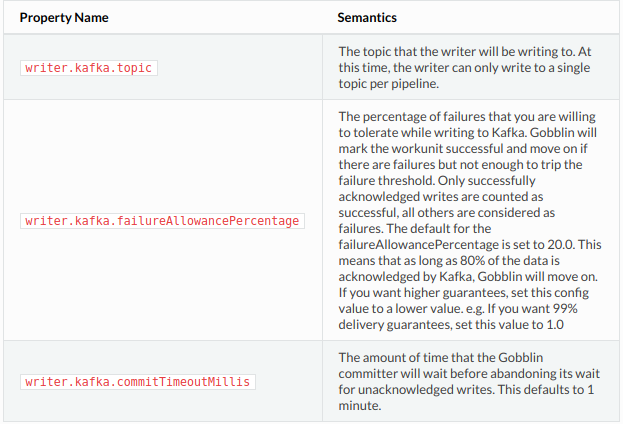 Property Name
Semantics
writer.kafka.topic
The topic that the writer will be writing to. At
this time, the writer can only write to a single
topic per pipeline.
writer.kafka.failureAllowancePercentage
The percentage of failures that you are willing
to tolerate while writing to Kafka. Gobblin will
mark the workunit successful and move on if
there are failures but not enough to trip the
failure threshold. Only successfully
acknowledged writes are counted as
successful, all others are considered as
failures. The default for the
failureAllowancePercentage is set to 20.0. This
means that as long as 80% of the data is
acknowledged by Kafka, Gobblin will move on.
If you want higher guarantees, set this config
value to a lower value. e.g. If you want 99%
delivery guarantees, set this value to 1.0
writer.kafka.commitTimeoutMillis
The amount of time that the Gobblin
committer will wait before abandoning its wait
for unacknowledged writes. This defaults to 1
minute.